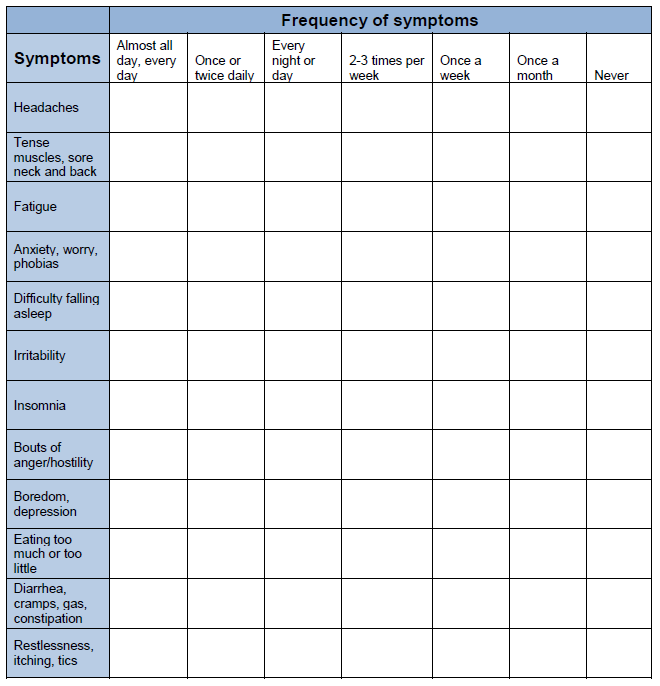 Frequency of symptoms
Symptoms
Almost all
day, every
day
Once or
twice daily
Every
night or
day
2-3 times per
week
Once a
week
Once a
month
Never
Headaches
Tense
muscles, sore
neck and back
Fatigue
Anxiety, worry,
phobias
Difficulty falling
asleep
Irritability
Insomnia
Bouts of
anger/hostility
Boredom,
depression
Eating too
much or too
little
Diarrhea,
cramps, gas,
constipation
Restlessness,
itching, tics